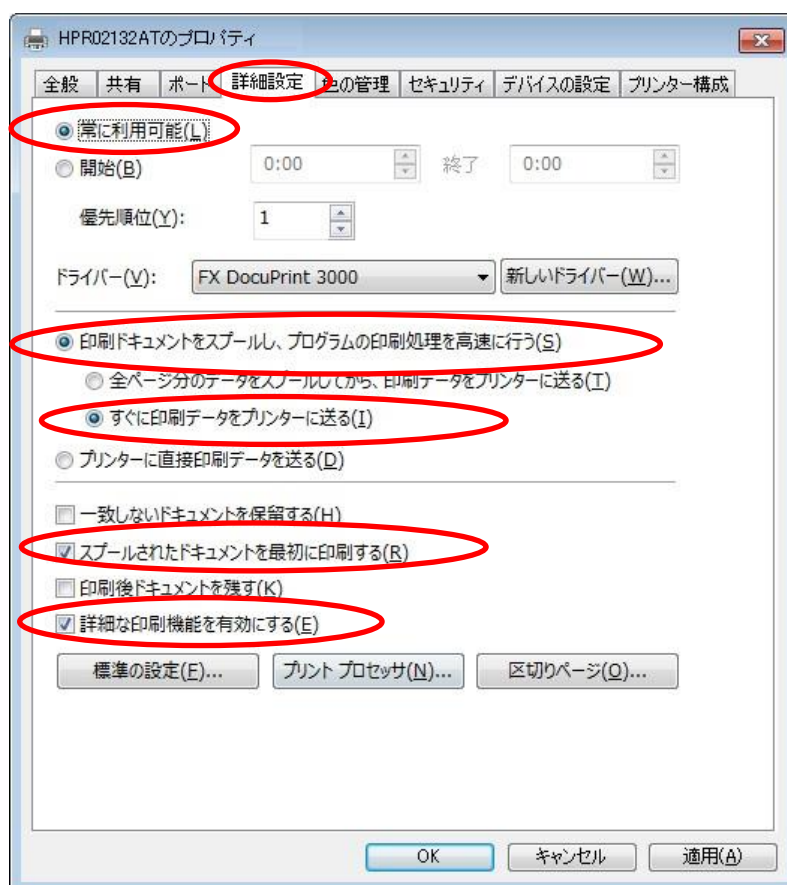 HPR02132ATのプロパティ
全般 共有 ポート 詳細設定 色の管理 セキュリティ デバイスの設定 プリンター構成
常に利用可能(L)
開始(B) 0:00 終了 0:00
優先順位(Y): 1
ドライバー(V): FX DocuPrint 3000 新しいドライバー(W)...
印刷ドキュメントをスプールし、プログラムの印刷処理を高速に行う(S)
全ページ分のデータをスプールしてから、印刷データをプリンターに送る(T)
すぐに印刷データをプリンターに送る(I)
プリンターに直接印刷データを送る(D)
一致しないドキュメントを保留する(H)
スプールされたドキュメントを最初に印刷する(R)
印刷後ドキュメントを残す(K)
詳細な印刷機能を有効にする(E)
標準の設定(F)... プリント プロセッサ(N)... 区切りページ(O)...
OK キャンセル 適用(A)